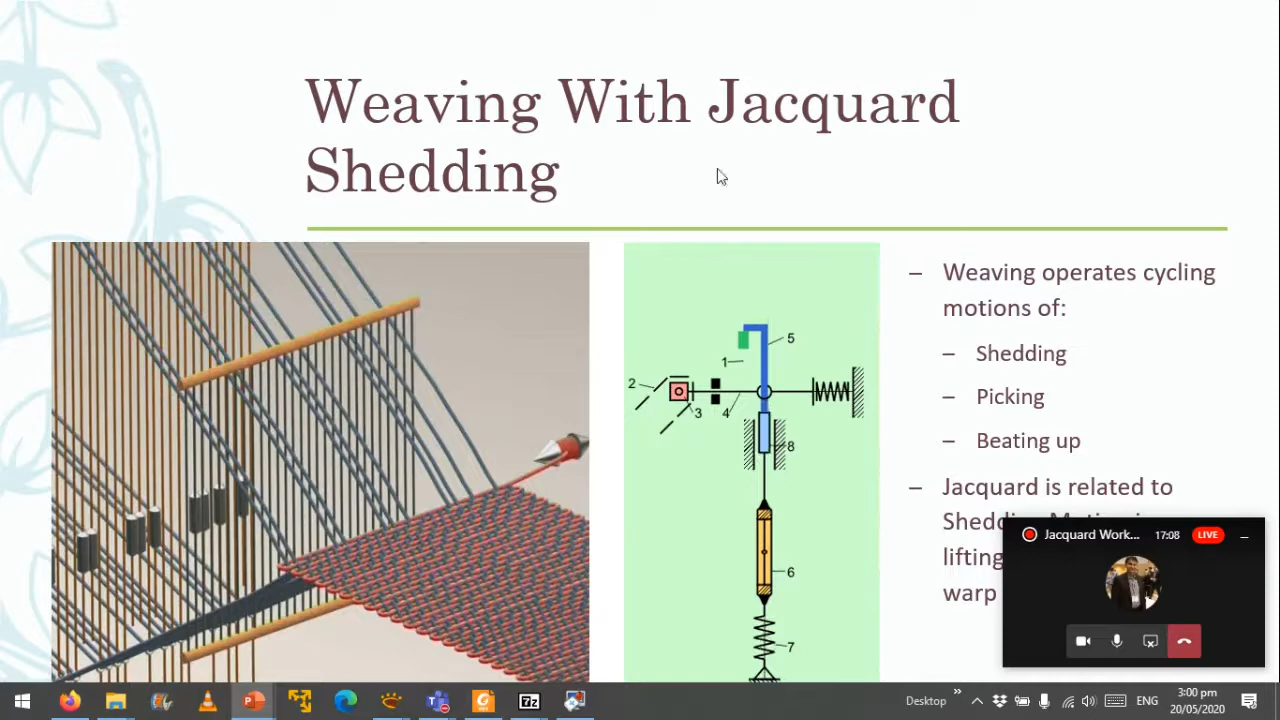 Weaving With Jacquard
Shedding
– Weaving operates cycling
motions of:
– Shedding
– Picking
– Beating up
– Jacquard is related to
lifting
warp
1
2
3
4
5
6
7
8
Jacquard Work...
17:08
LIVE
Desktop
ENG
3:00 pm
20/05/2020